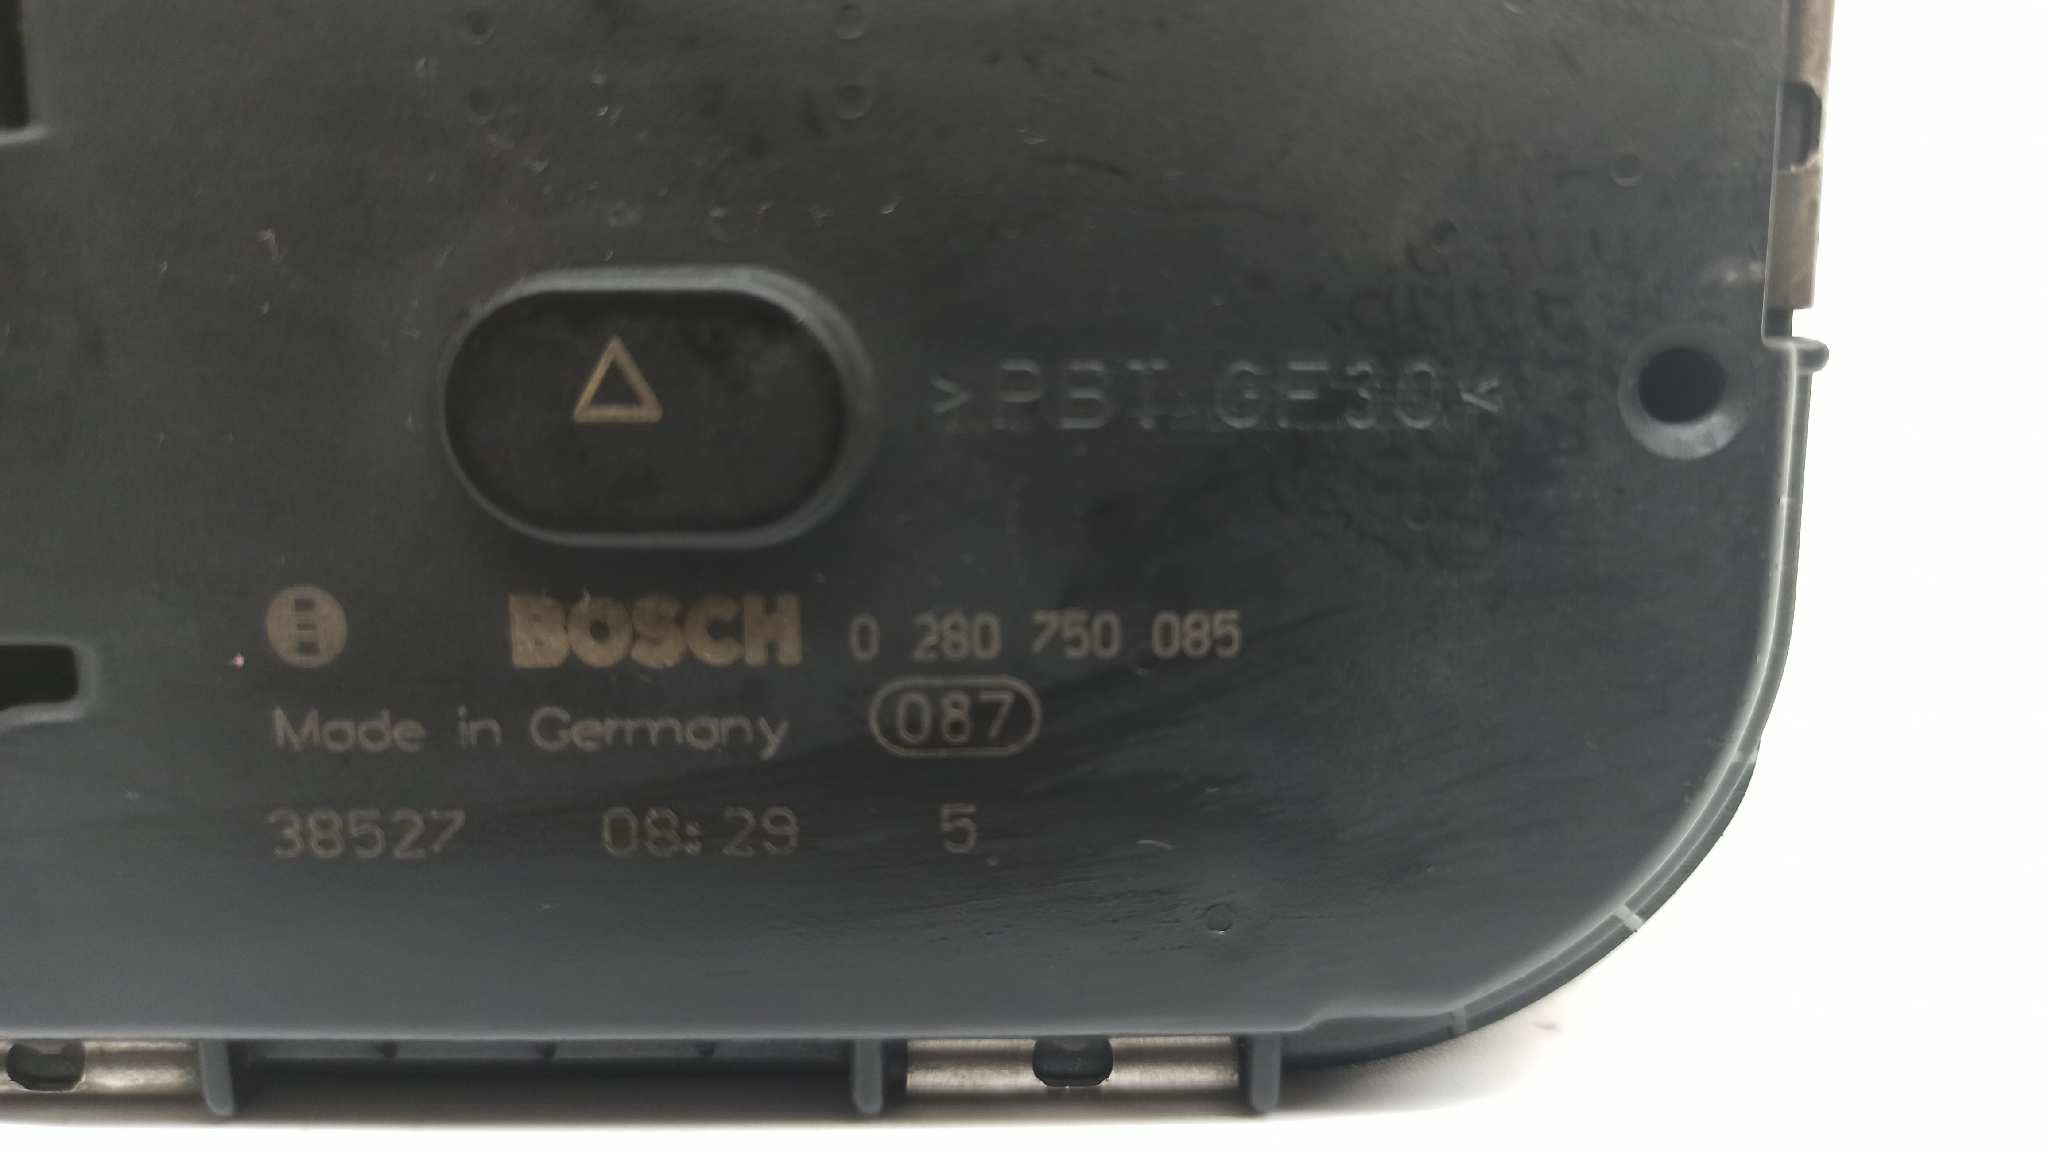 >PBT GF30<
BOSCH 0 280 750 085
Made in Germany 087
38527 08:29 5